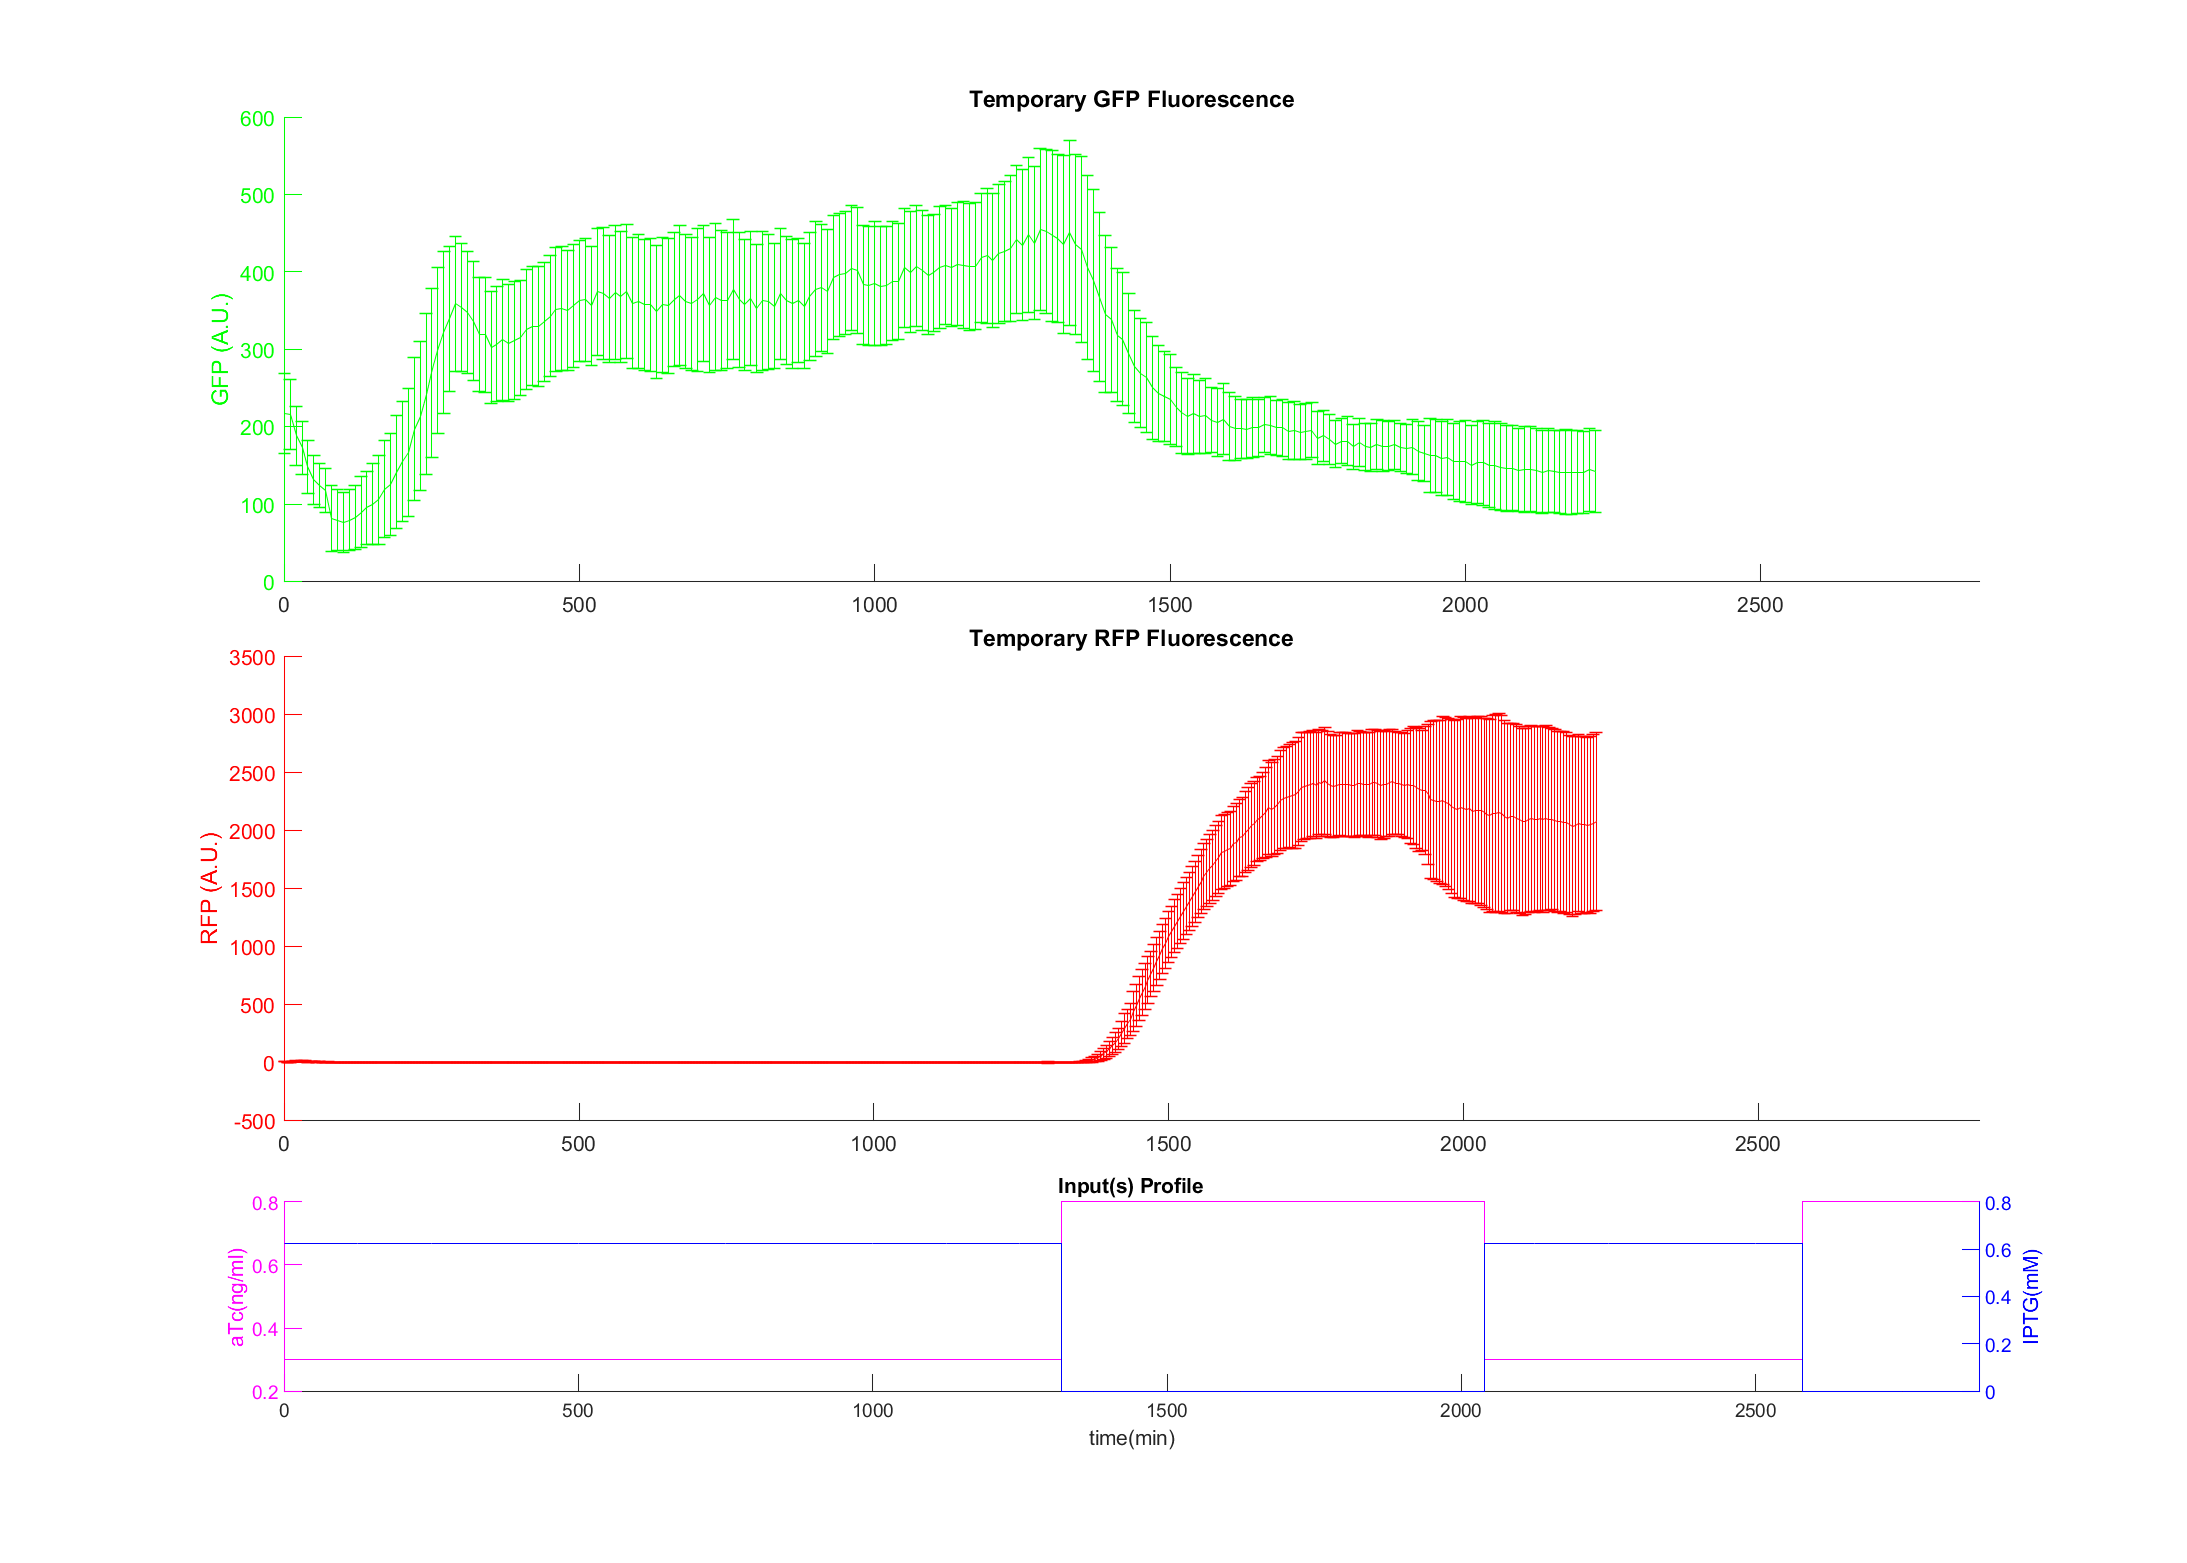 Temporary GFP Fluorescence
600
500
400
300
200
100
0
GFP (A.U.)
0 500 1000 1500 2000 2500
Temporary RFP Fluorescence
3500
3000
2500
2000
1500
1000
500
0
-500
RFP (A.U.)
0 500 1000 1500 2000 2500
Input(s) Profile
0.8
0.6
0.4
0.2
aTc(ng/ml)
0.8
0.6
0.4
0.2
0
IPTG(mM)
0 500 1000 1500 2000 2500
time(min)